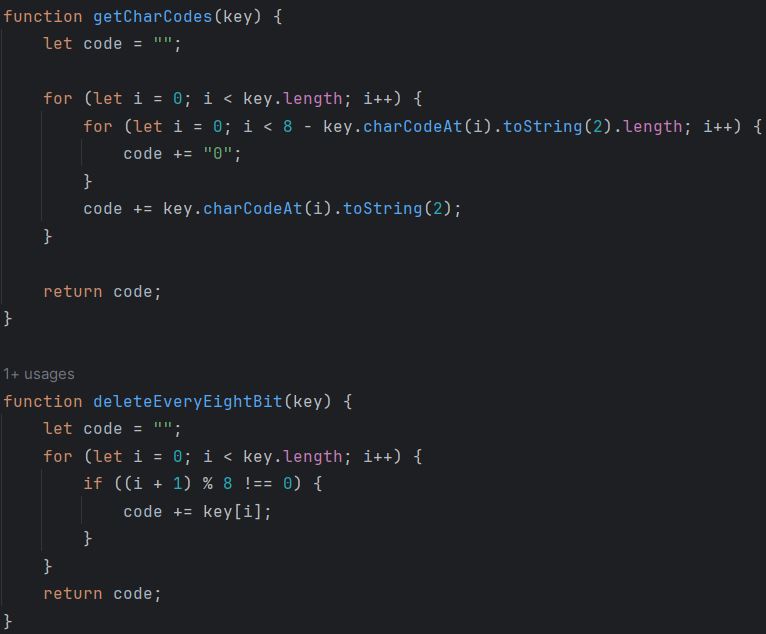 function getCharCodes(key) {
    let code = "";

    for (let i = 0; i < key.length; i++) {
        for (let i = 0; i < 8 - key.charCodeAt(i).toString(2).length; i++) {
            code += "0";
        }
        code += key.charCodeAt(i).toString(2);
    }

    return code;
}

1+ usages
function deleteEveryEightBit(key) {
    let code = "";
    for (let i = 0; i < key.length; i++) {
        if ((i + 1) % 8 !== 0) {
            code += key[i];
        }
    }
    return code;
}